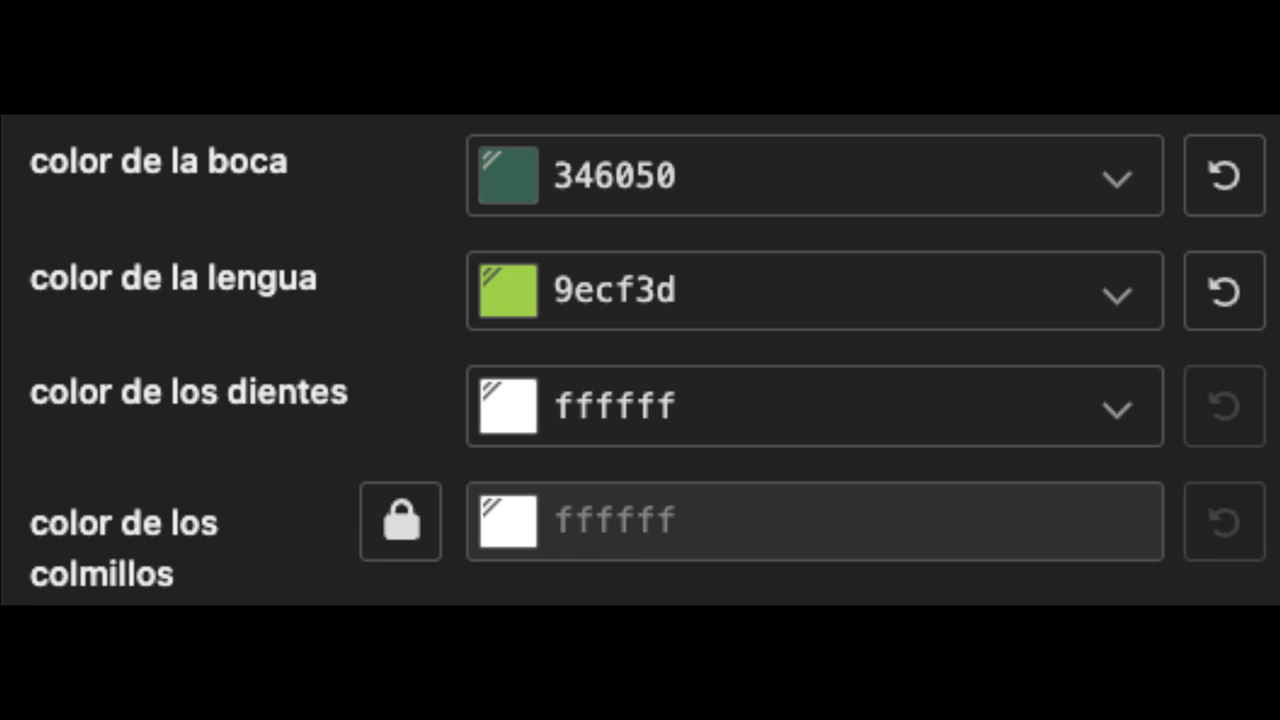 color de la boca
346050
color de la lengua
9ecf3d
color de los dientes
ffffff
color de los
colmillos
ffffff